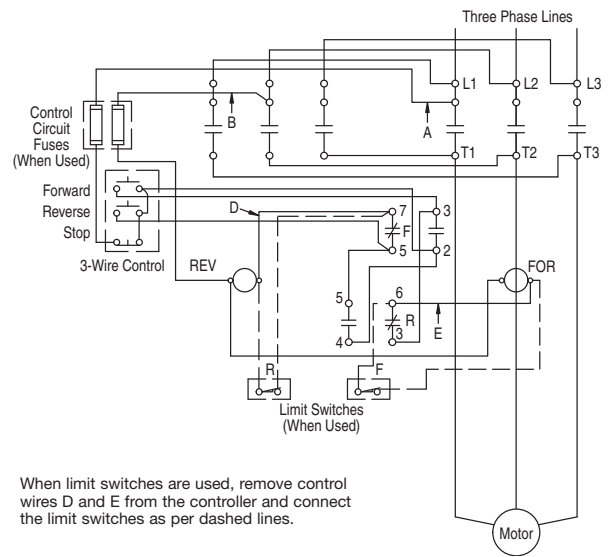 Three Phase Lines
L1
L2
L3
B
A
Control
Circuit
Fuses
(When Used)
T1
T2
T3
Forward
Reverse
Stop
3-Wire Control
D
7
F
5
3
2
REV
FOR
5
4
6
R
3
E
R
F
Limit Switches
(When Used)
When limit switches are used, remove control
wires D and E from the controller and connect
the limit switches as per dashed lines.
Motor